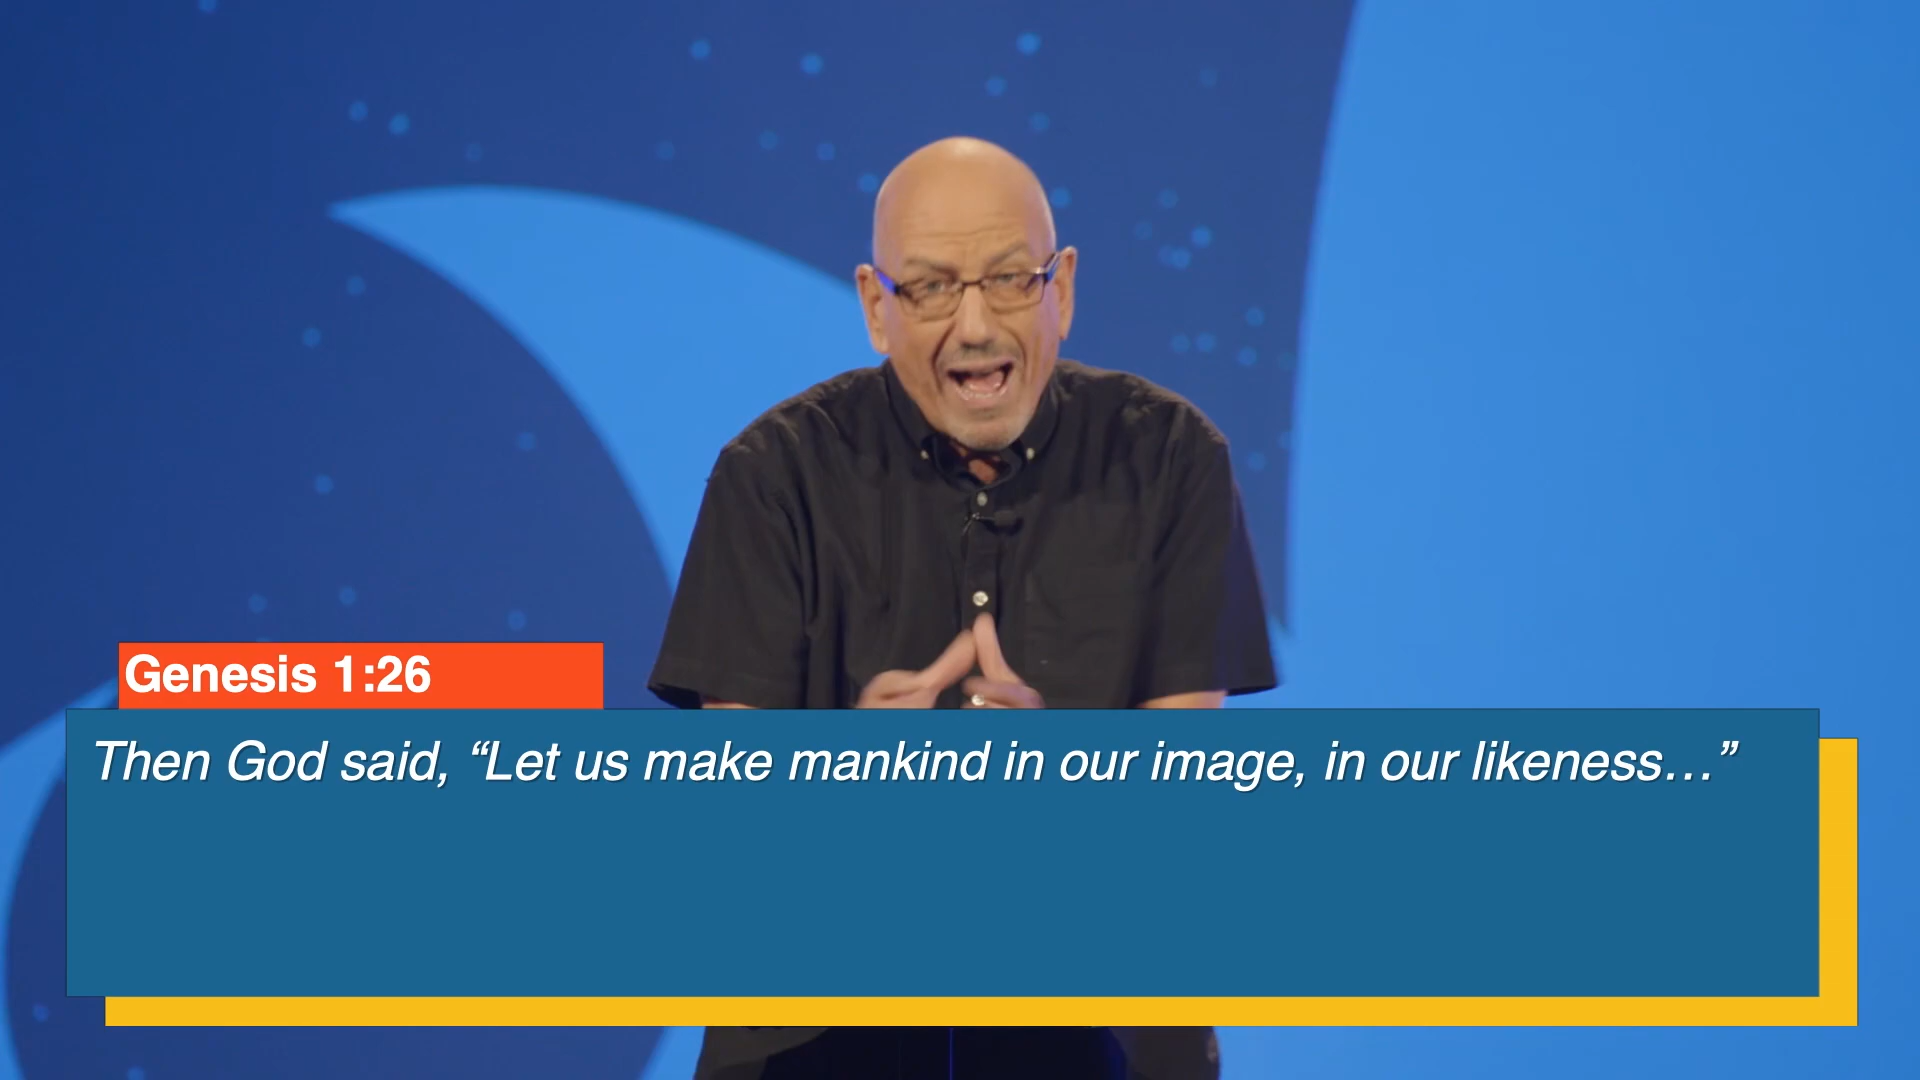 Genesis 1:26
Then God said, “Let us make mankind in our image, in our likeness…”